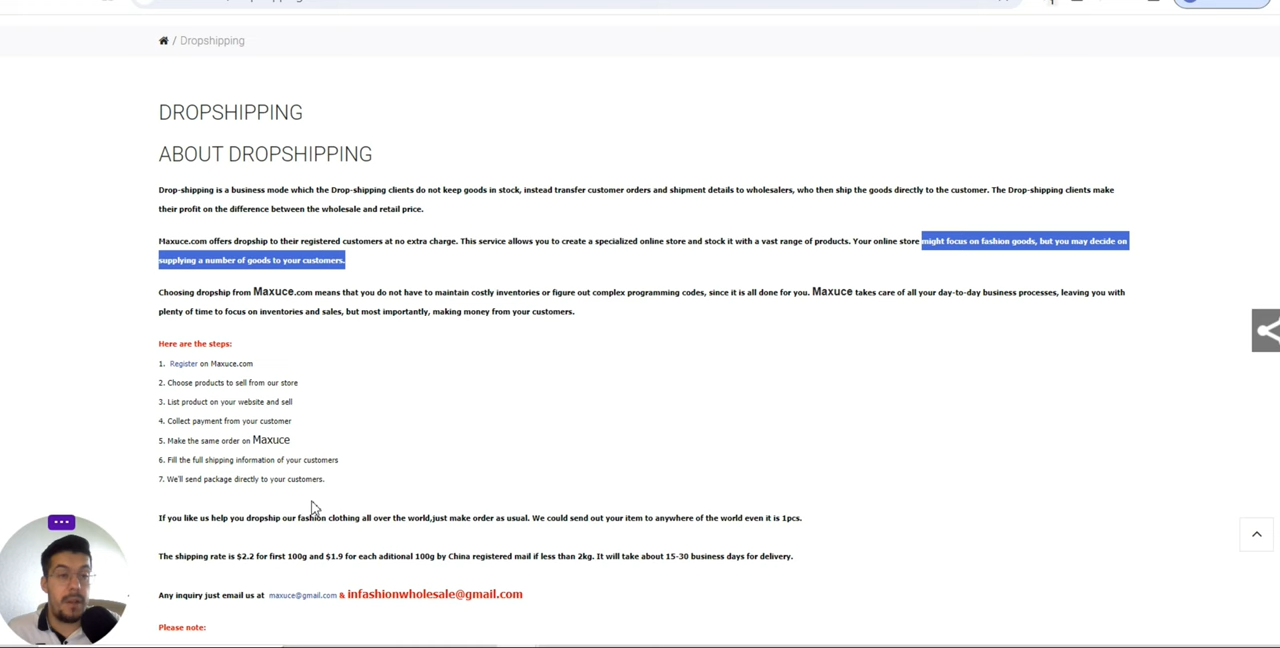 / Dropshipping
DROPSHIPPING
ABOUT DROPSHIPPING
Drop-shipping is a business mode which the Drop-shipping clients do not keep goods in stock, instead transfer customer orders and shipment details to wholesalers, who then ship the goods directly to the customer. The Drop-shipping clients make
their profit on the difference between the wholesale and retail price.
Maxuce.com offers dropship to their registered customers at no extra charge. This service allows you to create a specialized online store and stock it with a vast range of products. Your online store might focus on fashion goods, but you may decide on
supplying a number of goods to your customers.
Choosing dropship from Maxuce.com means that you do not have to maintain costly inventories or figure out complex programming codes, since it is all done for you. Maxuce takes care of all your day-to-day business processes, leaving you with
plenty of time to focus on inventories and sales, but most importantly, making money from your customers.
Here are the steps:
1. Register on Maxuce.com
2. Choose products to sell from our store
3. List product on your website and sell
4. Collect payment from your customer
5. Make the same order on Maxuce
6. Fill the full shipping information of your customers
7. We'll send package directly to your customers.
If you like us help you dropship our fashion clothing all over the world,just make order as usual. We could send out your item to anywhere of the world even it is 1pcs.
The shipping rate is $2.2 for first 100g and $1.9 for each aditional 100g by China registered mail if less than 2kg. It will take about 15-30 business days for delivery.
Any inquiry just email us at maxuce@gmail.com & infashionwholesale@gmail.com
Please note: